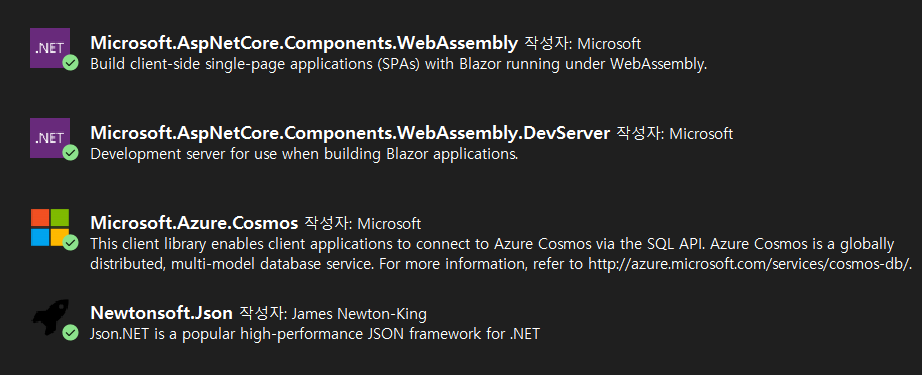 .NET
Microsoft.AspNetCore.Components.WebAssembly 작성자: Microsoft
Build client-side single-page applications (SPAs) with Blazor running under WebAssembly.
.NET
Microsoft.AspNetCore.Components.WebAssembly.DevServer 작성자: Microsoft
Development server for use when building Blazor applications.
Microsoft.Azure.Cosmos 작성자: Microsoft
This client library enables client applications to connect to Azure Cosmos via the SQL API. Azure Cosmos is a globally
distributed, multi-model database service. For more information, refer to http://azure.microsoft.com/services/cosmos-db/.
Newtonsoft.Json 작성자: James Newton-King
Json.NET is a popular high-performance JSON framework for .NET